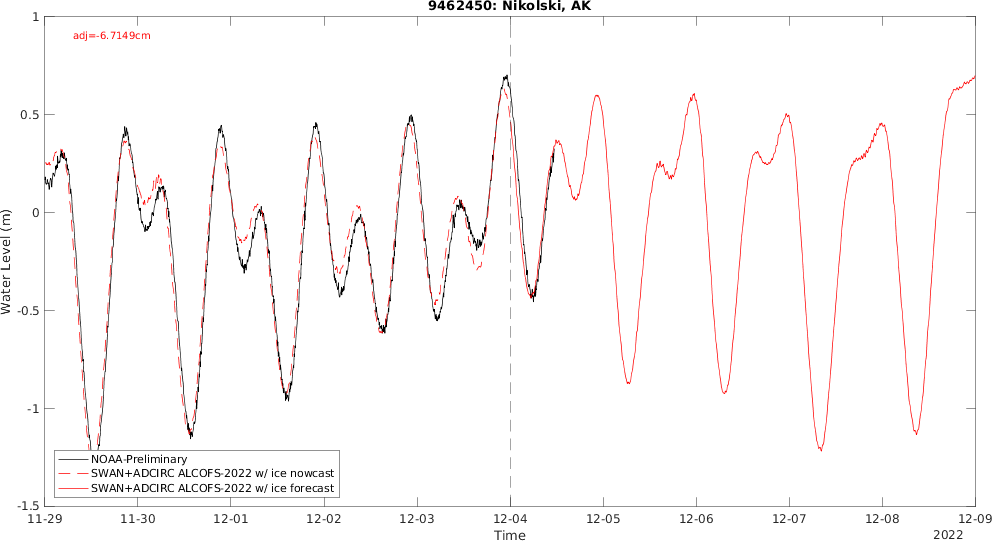 9462450: Nikolski, AK
adj=-6.7149cm
Water Level (m)
1
0.5
0
-0.5
-1
-1.5
NOAA-Preliminary
SWAN+ADCIRC ALCOFS-2022 w/ ice nowcast
SWAN+ADCIRC ALCOFS-2022 w/ ice forecast
11-29 11-30 12-01 12-02 12-03 12-04 12-05 12-06 12-07 12-08 12-09
Time
2022